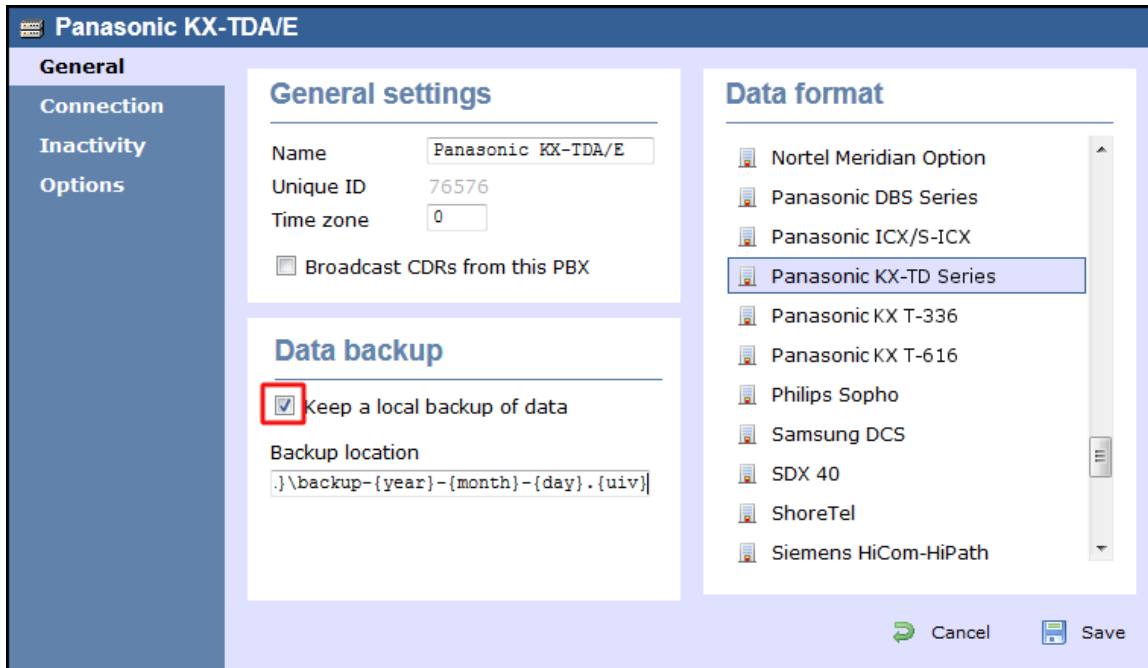 Panasonic KX-TDA/E
General
Connection
Inactivity
Options
General settings
Name Panasonic KX-TDA/E
Unique ID 76576
Time zone 0
Broadcast CDRs from this PBX
Data backup
Keep a local backup of data
Backup location
.}\backup-{year}-{month}-{day}.{uiv}
Data format
Nortel Meridian Option
Panasonic DBS Series
Panasonic ICX/S-ICX
Panasonic KX-TD Series
Panasonic KX T-336
Panasonic KX T-616
Philips Sopho
Samsung DCS
SDX 40
ShoreTel
Siemens HiCom-HiPath
Cancel Save